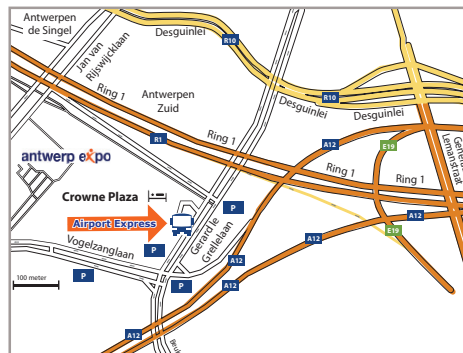 Antwerpen
de Singel
Jan van
Rijswijcklaan
Desguinlei
R10
Ring 1
Antwerpen
Zuid
R10
Desguinlei
Desguinlei
R1
Ring 1
A12
E19
Lemanstraat
antwerp expo
Crowne Plaza
Ring 1
P
A12
Airport Express
Gerard le
Grellelaan
A12
E19
Vogelzanglaan
P
A12
P
100 meter
P
A12
A12